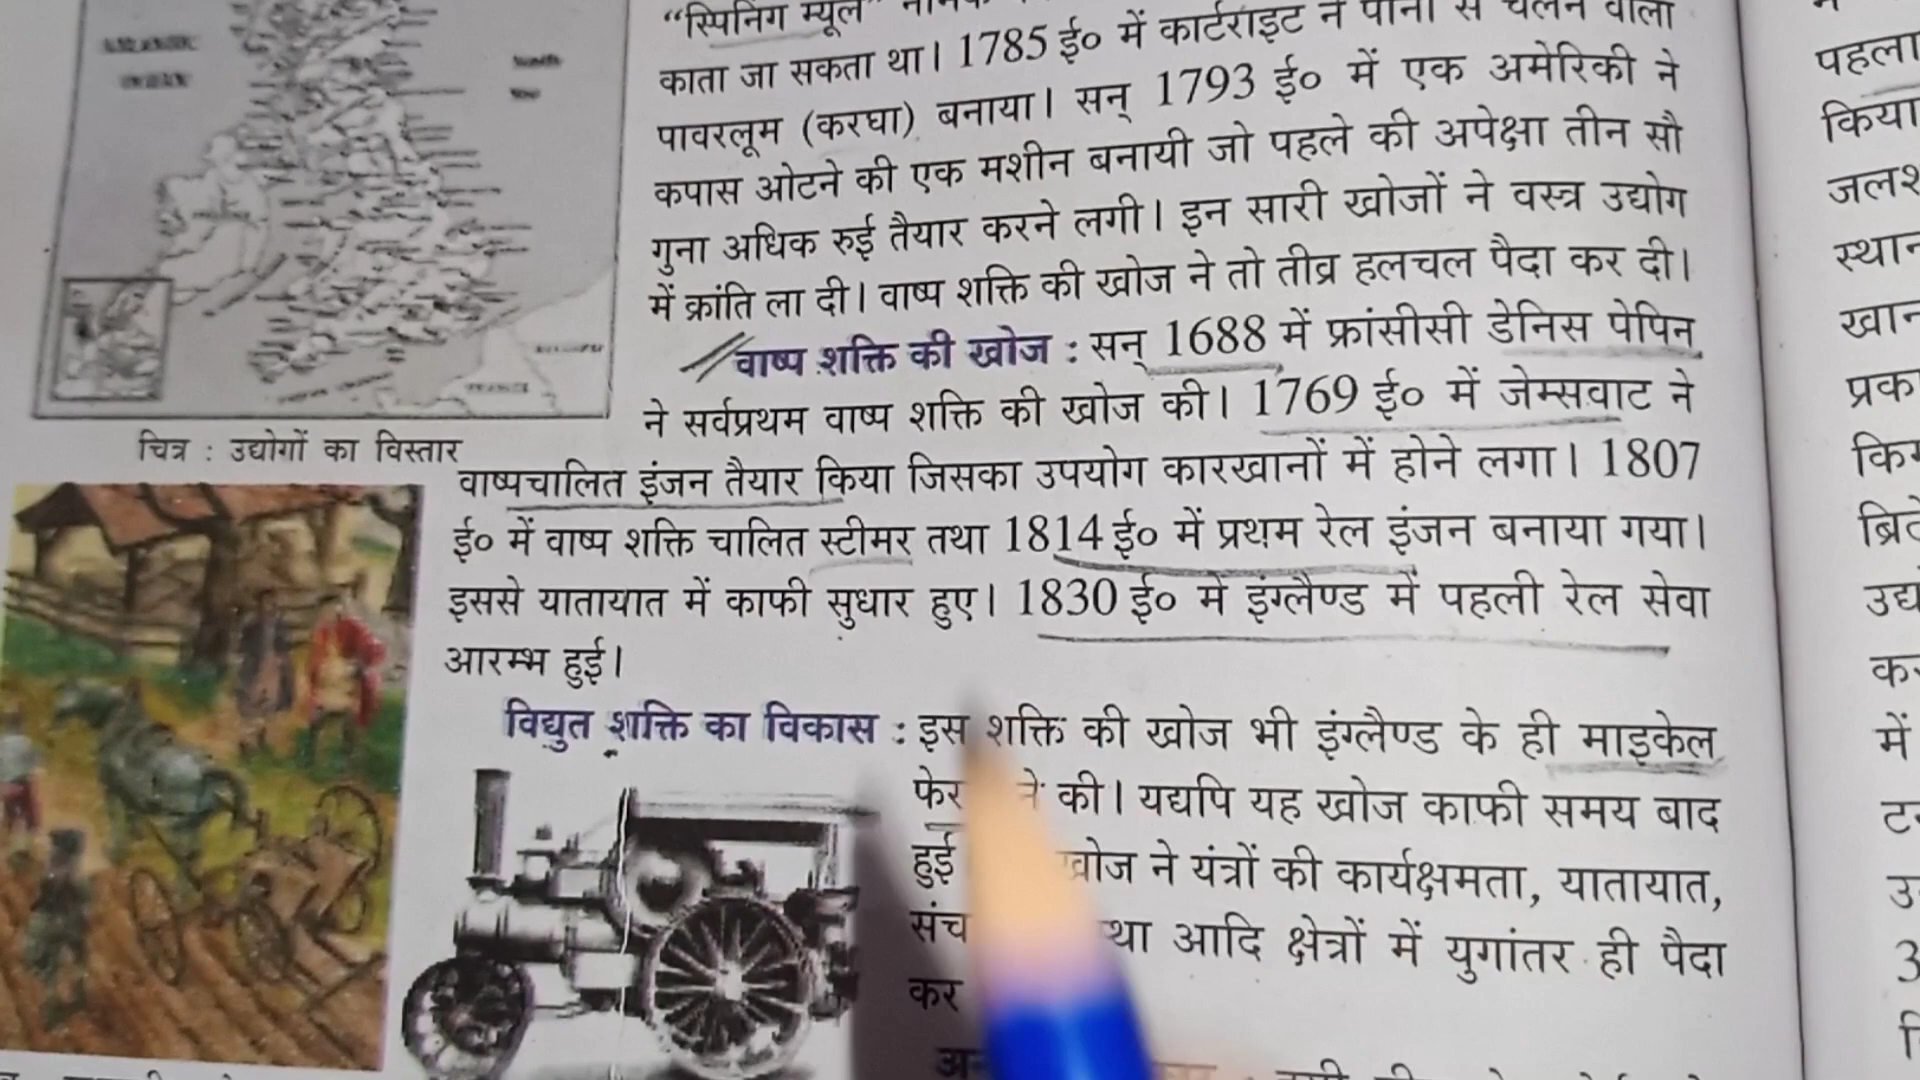 “स्पिनिंग म्यूल”
काता जा सकता था। 1785 ई० में कार्टराइट ने पानी से चलने वाला
पावरलूम (करघा) बनाया। सन् 1793 ई० में एक अमेरिकी ने
कपास ओटने की एक मशीन बनायी जो पहले की अपेक्षा तीन सौ
गुना अधिक रुई तैयार करने लगी। इन सारी खोजों ने वस्त्र उद्योग
में क्रांति ला दी। वाष्प शक्ति की खोज ने तो तीव्र हलचल पैदा कर दी।
वाष्प शक्ति की खोज : सन् 1688 में फ्रांसीसी डेनिस पेपिन
ने सर्वप्रथम वाष्प शक्ति की खोज की। 1769 ई० में जेम्सवाट ने
चित्र : उद्योगों का विस्तार
वाष्पचालित इंजन तैयार किया जिसका उपयोग कारखानों में होने लगा। 1807
ई० में वाष्प शक्ति चालित स्टीमर तथा 1814 ई० में प्रथम रेल इंजन बनाया गया।
इससे यातायात में काफी सुधार हुए। 1830 ई० में इंग्लैण्ड में पहली रेल सेवा
आरम्भ हुई।
विद्युत शक्ति का विकास : इस शक्ति की खोज भी इंग्लैण्ड के ही माइकेल
की। यद्यपि यह खोज काफी समय बाद
हुई खोज ने यंत्रों की कार्यक्षमता, यातायात,
आदि क्षेत्रों में युगांतर ही पैदा
कर
पहला
किया
स्थान
में